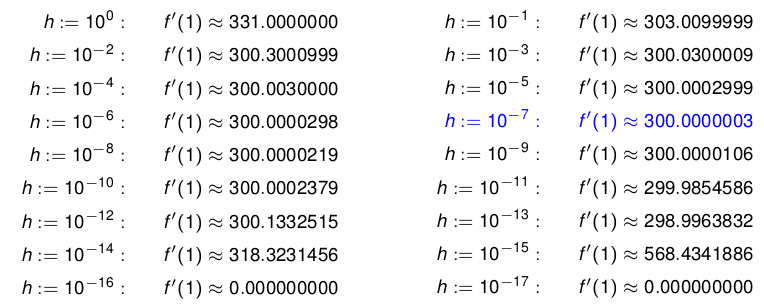 h := 10⁰ : f′(1) ≈ 331.0000000 h := 10⁻¹ : f′(1) ≈ 303.0099999
h := 10⁻² : f′(1) ≈ 300.3000999 h := 10⁻³ : f′(1) ≈ 300.0300009
h := 10⁻⁴ : f′(1) ≈ 300.0030000 h := 10⁻⁵ : f′(1) ≈ 300.0002999
h := 10⁻⁶ : f′(1) ≈ 300.0000298 h := 10⁻⁷ : f′(1) ≈ 300.0000003
h := 10⁻⁸ : f′(1) ≈ 300.0000219 h := 10⁻⁹ : f′(1) ≈ 300.0000106
h := 10⁻¹⁰ : f′(1) ≈ 300.0002379 h := 10⁻¹¹ : f′(1) ≈ 299.9854586
h := 10⁻¹² : f′(1) ≈ 300.1332515 h := 10⁻¹³ : f′(1) ≈ 298.9963832
h := 10⁻¹⁴ : f′(1) ≈ 318.3231456 h := 10⁻¹⁵ : f′(1) ≈ 568.4341886
h := 10⁻¹⁶ : f′(1) ≈ 0.000000000 h := 10⁻¹⁷ : f′(1) ≈ 0.000000000